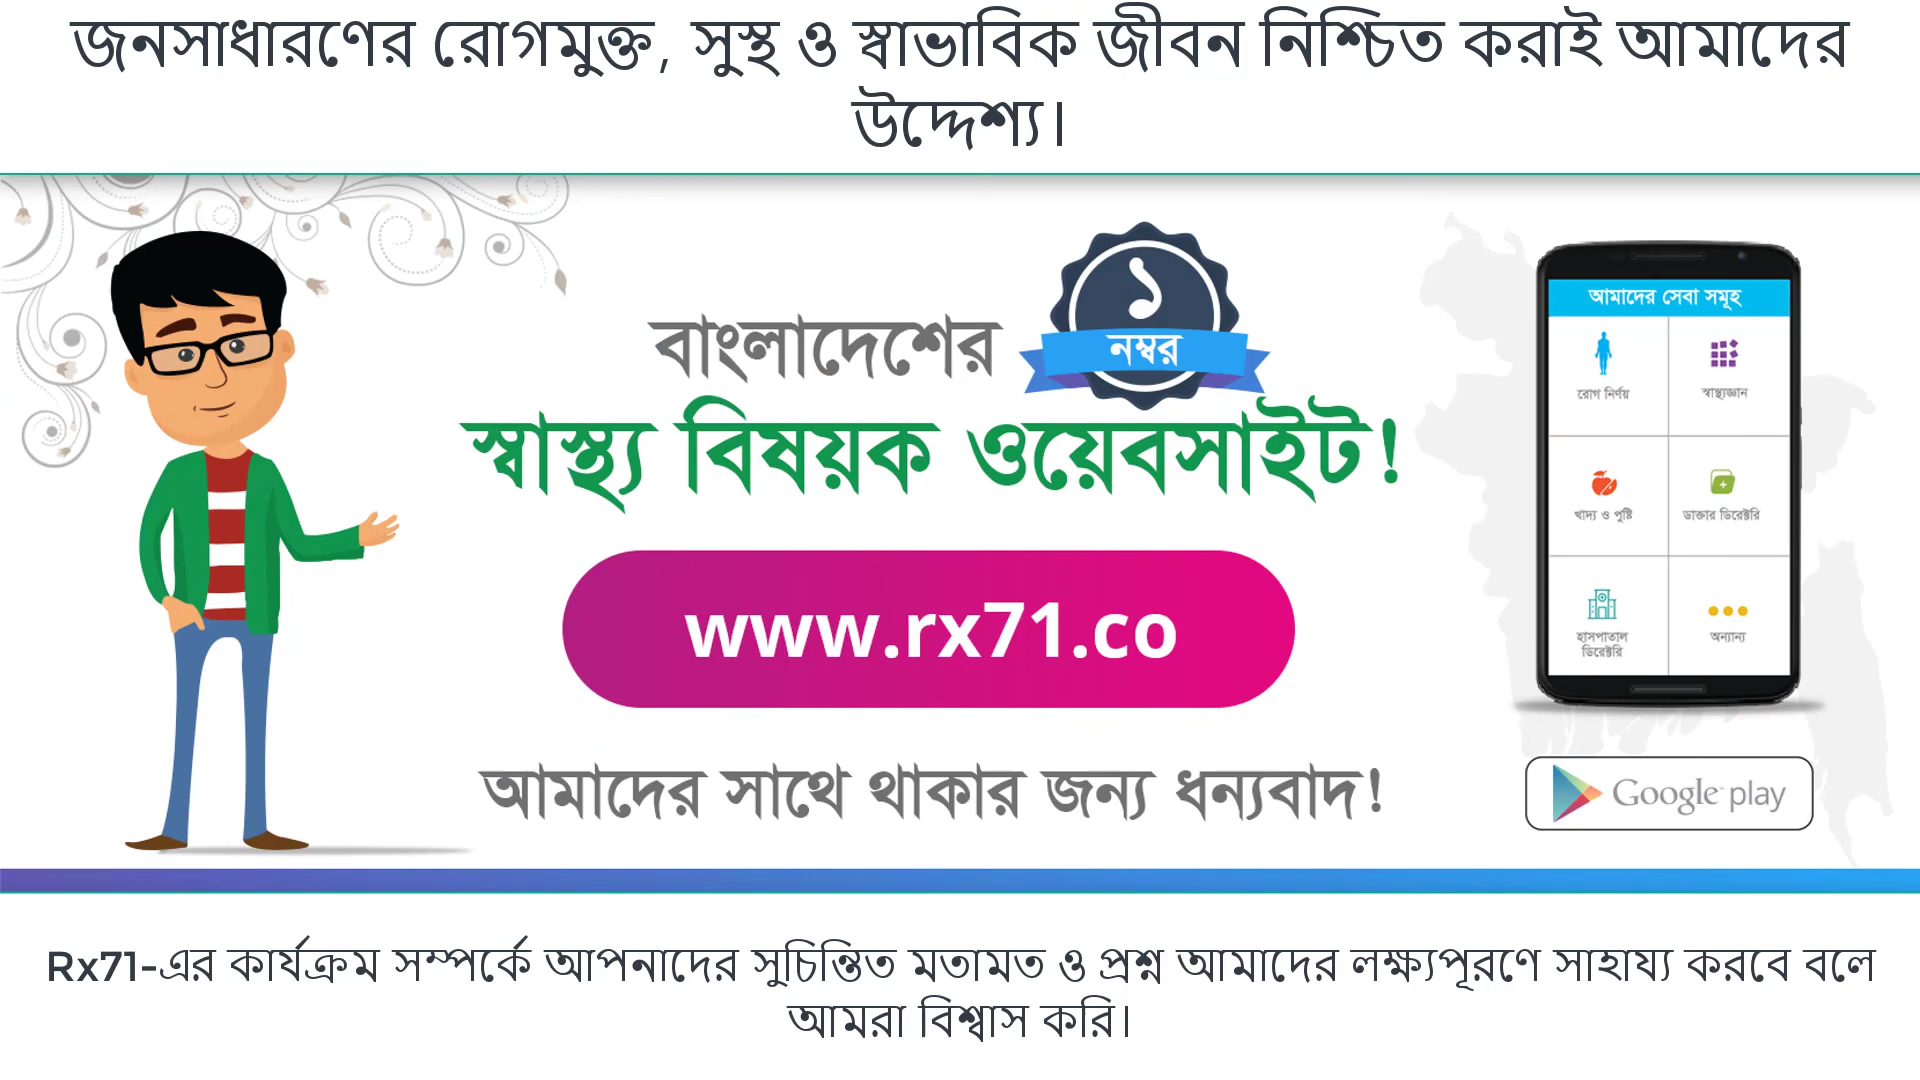 জনসাধারণের রোগমুক্ত, সুস্থ ও স্বাভাবিক জীবন নিশ্চিত করাই আমাদের
উদ্দেশ্য।
বাংলাদেশের
১
নম্বর
স্বাস্থ্য বিষয়ক ওয়েবসাইট!
www.rx71.co
আমাদের সাথে থাকার জন্য ধন্যবাদ!
আমাদের সেবা সমূহ
রোগ নির্ণয়
স্বাস্থ্যজ্ঞান
খাদ্য ও পুষ্টি
ডাক্তার ডিরেক্টরি
হাসপাতাল
ডিরেক্টরি
অন্যান্য
Google play
Rx71-এর কার্যক্রম সম্পর্কে আপনাদের সুচিন্তিত মতামত ও প্রশ্ন আমাদের লক্ষ্যপূরণে সাহায্য করবে বলে
আমরা বিশ্বাস করি।